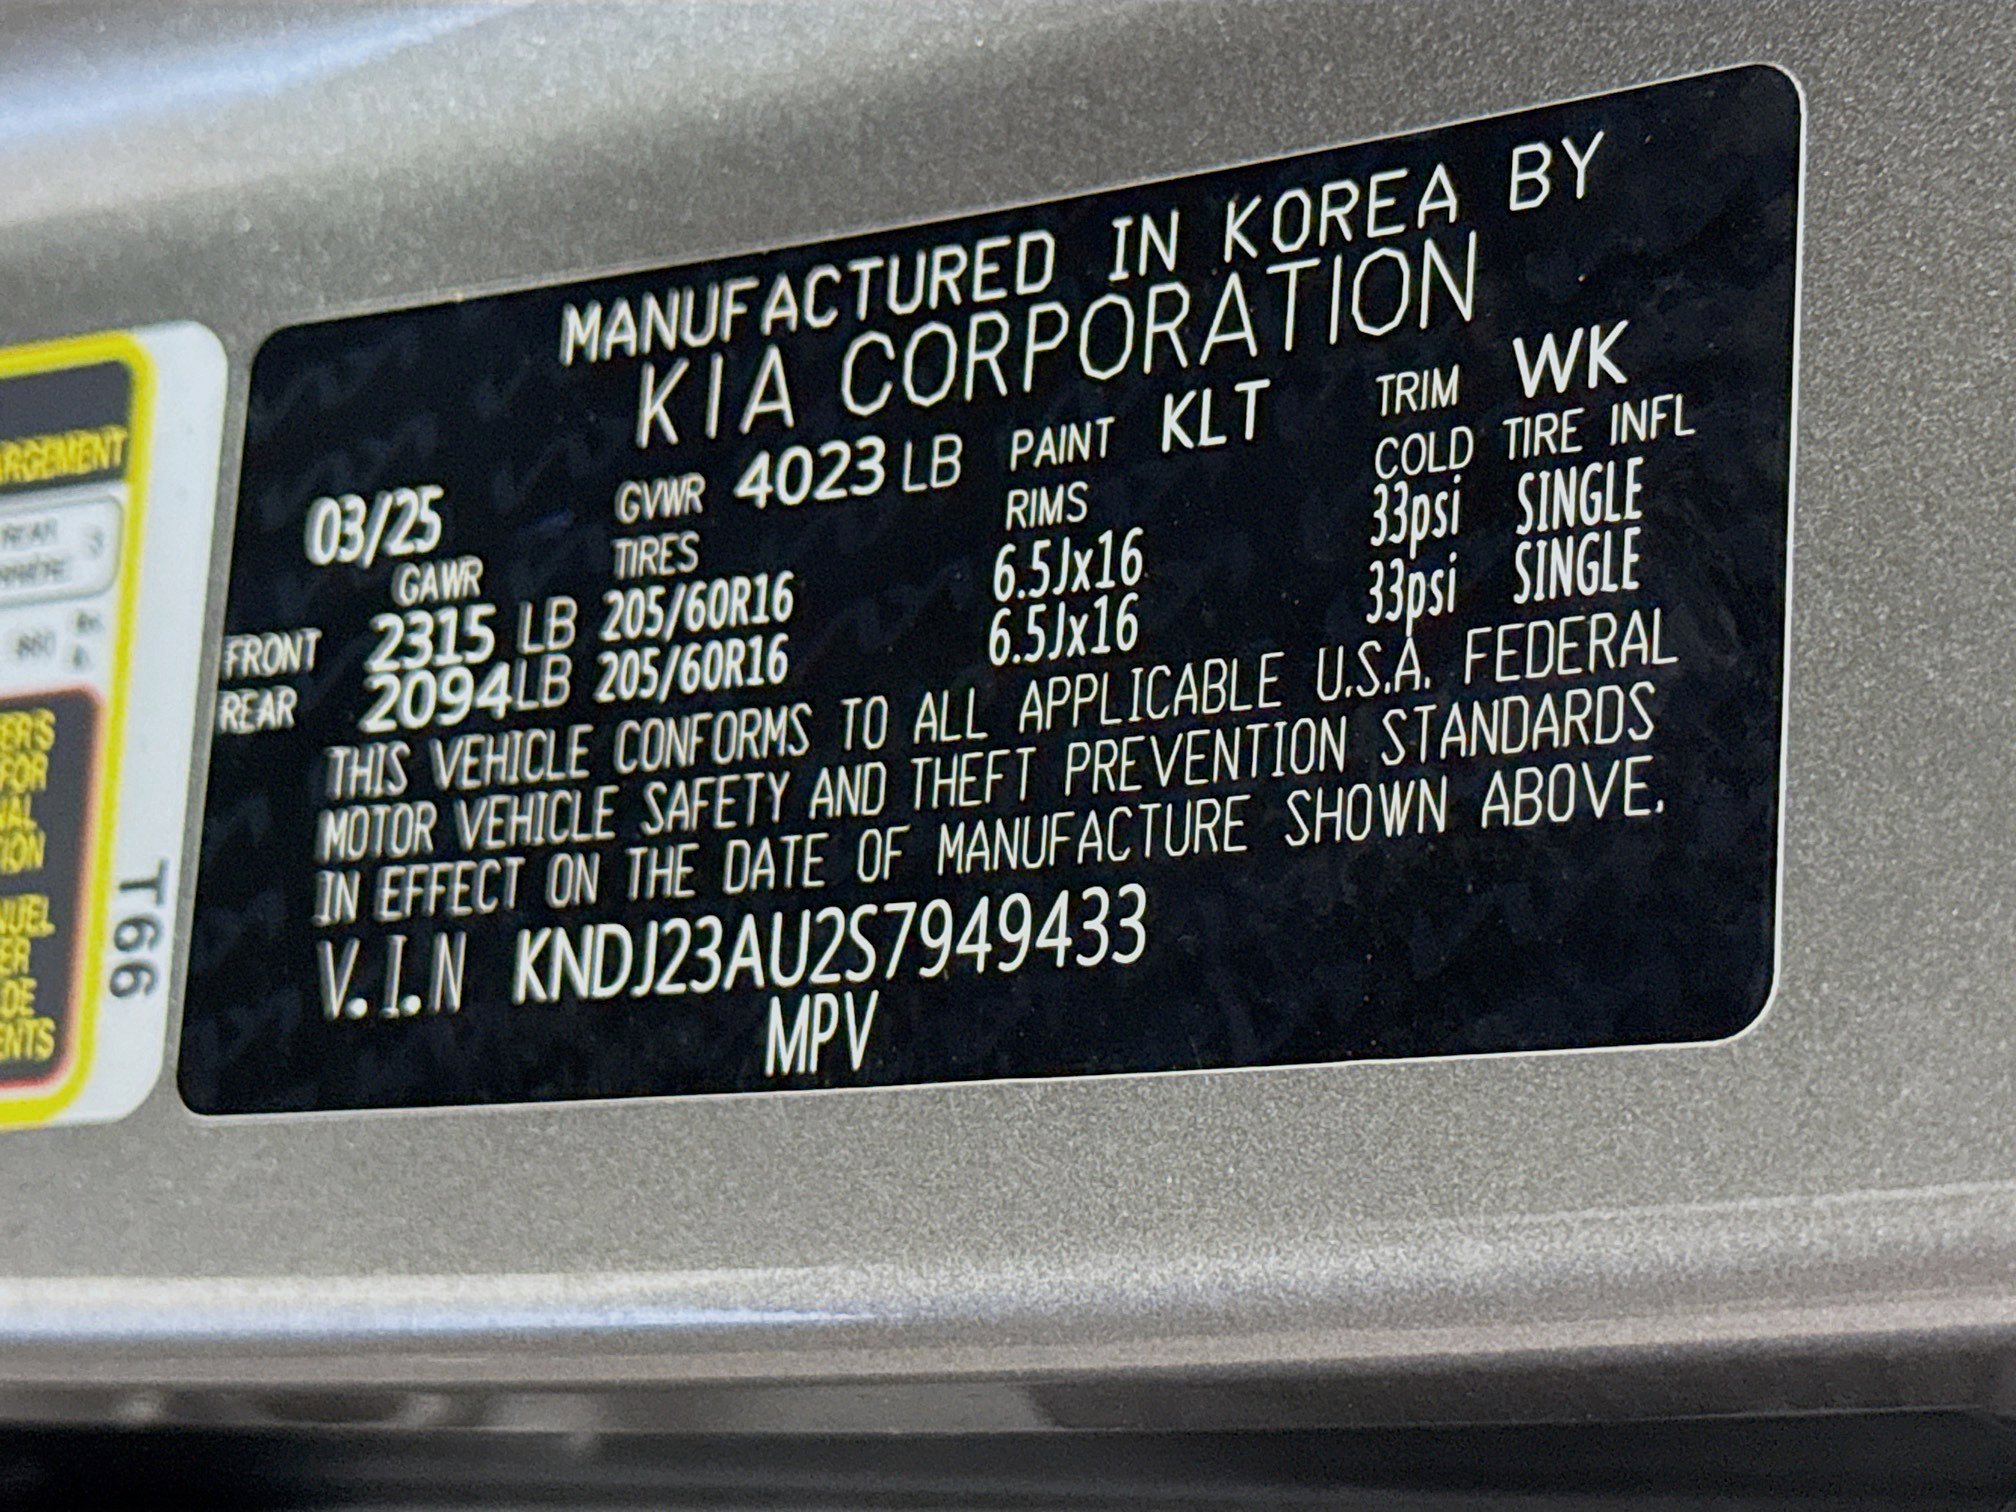 MANUFACTURED IN KOREA BY
KIA CORPORATION
03/25 GVWR 4023 LB PAINT KLT TRIM WK
GAWR TIRES RIMS COLD TIRE INFL
FRONT 2315 LB 205/60R16 6.5Jx16 33psi SINGLE
REAR 2094LB 205/60R16 6.5Jx16 33psi SINGLE
THIS VEHICLE CONFORMS TO ALL APPLICABLE U.S.A. FEDERAL
MOTOR VEHICLE SAFETY AND THEFT PREVENTION STANDARDS
IN EFFECT ON THE DATE OF MANUFACTURE SHOWN ABOVE.
V.I.N KNDJ23AU2S7949433
MPV
T66
REAR
FOR